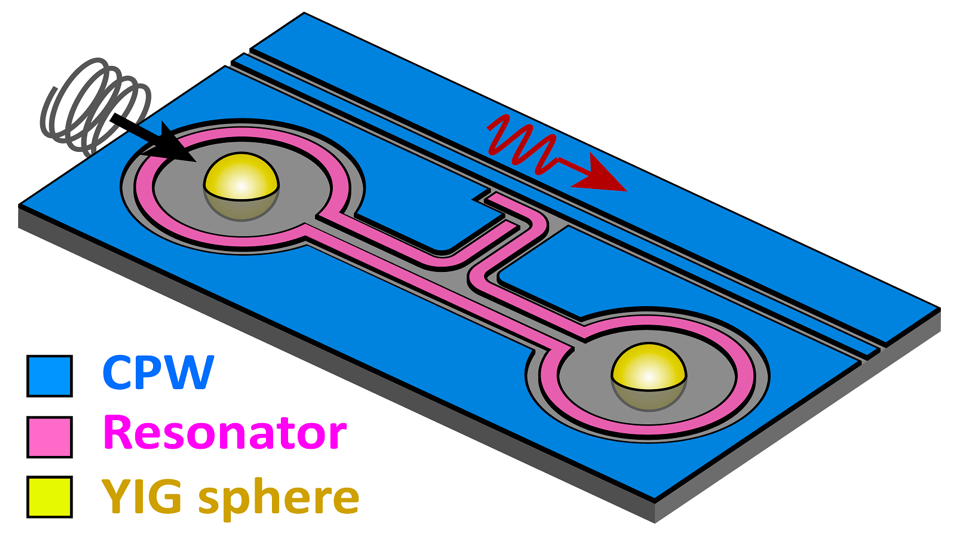 CPW
Resonator
YIG sphere